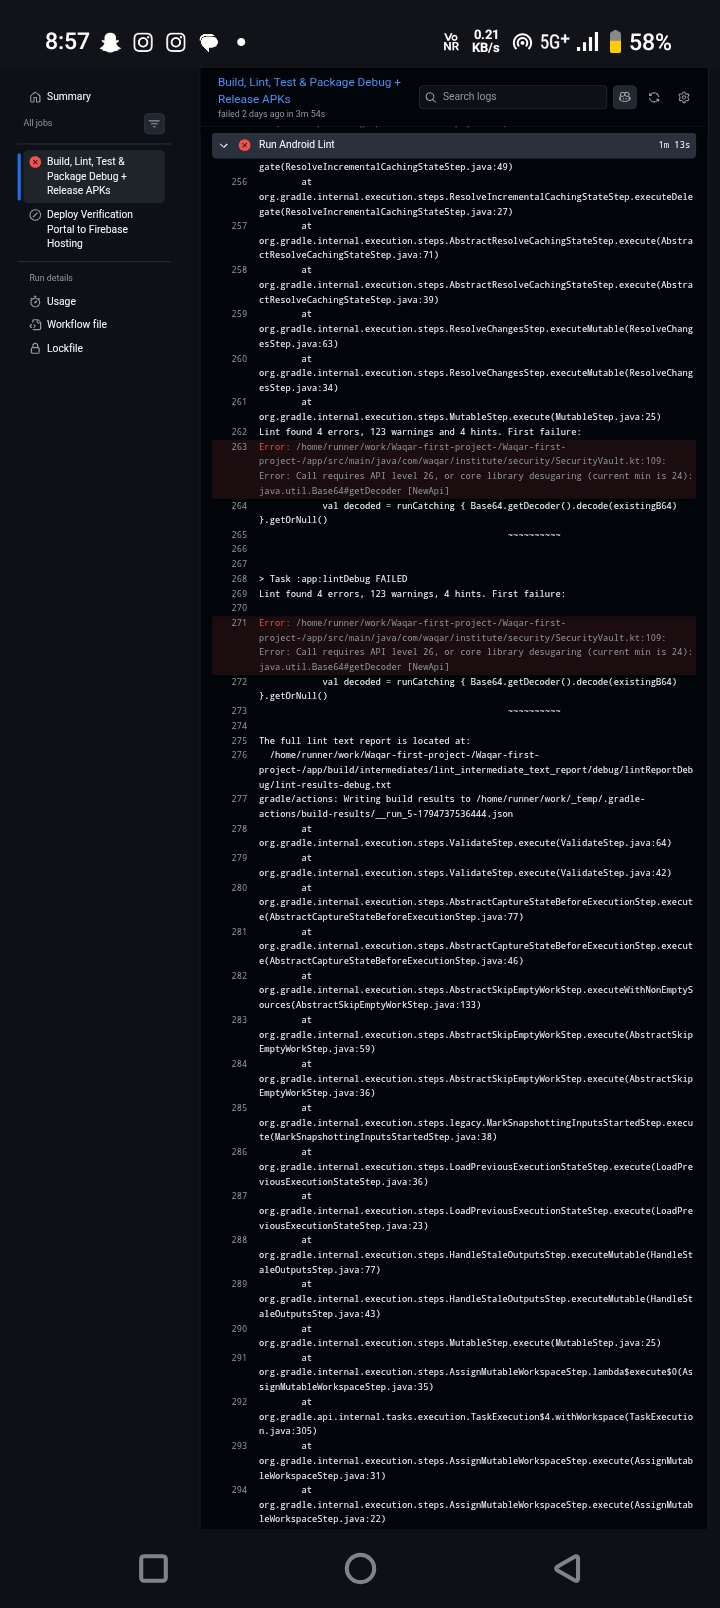 8:57
Vo NR
0.21 KB/s
5G+
58%
Summary
All jobs
Build, Lint, Test &
Package Debug +
Release APKs
Deploy Verification
Portal to Firebase
Hosting
Run details
Usage
Workflow file
Lockfile
Build, Lint, Test & Package Debug +
Release APKs
failed 2 days ago in 3m 54s
Search logs
Run Android Lint
1m 13s
gate(ResolveIncrementalCachingStateStep.java:49)
256 at
org.gradle.internal.execution.steps.ResolveIncrementalCachingStateStep.executeDele
gate(ResolveIncrementalCachingStateStep.java:27)
257 at
org.gradle.internal.execution.steps.AbstractResolveCachingStateStep.execute(Abstra
ctResolveCachingStateStep.java:71)
258 at
org.gradle.internal.execution.steps.AbstractResolveCachingStateStep.execute(Abstra
ctResolveCachingStateStep.java:39)
259 at
org.gradle.internal.execution.steps.ResolveChangesStep.executeMutable(ResolveChang
esStep.java:63)
260 at
org.gradle.internal.execution.steps.ResolveChangesStep.executeMutable(ResolveChang
esStep.java:34)
261 at
org.gradle.internal.execution.steps.MutableStep.execute(MutableStep.java:25)
262 Lint found 4 errors, 123 warnings and 4 hints. First failure:
263 Error: /home/runner/work/Waqar-first-project-/Waqar-first-
project-/app/src/main/java/com/waqar/institute/security/SecurityVault.kt:109:
Error: Call requires API level 26, or core library desugaring (current min is 24):
java.util.Base64#getDecoder [NewApi]
264 val decoded = runCatching { Base64.getDecoder().decode(existingB64)
}.getOrNull()
265 ~~~~~~~~~~
266
267
268 > Task :app:lintDebug FAILED
269 Lint found 4 errors, 123 warnings, 4 hints. First failure:
270
271 Error: /home/runner/work/Waqar-first-project-/Waqar-first-
project-/app/src/main/java/com/waqar/institute/security/SecurityVault.kt:109:
Error: Call requires API level 26, or core library desugaring (current min is 24):
java.util.Base64#getDecoder [NewApi]
272 val decoded = runCatching { Base64.getDecoder().decode(existingB64)
}.getOrNull()
273 ~~~~~~~~~~
274
275 The full lint text report is located at:
276 /home/runner/work/Waqar-first-project-/Waqar-first-
project-/app/build/intermediates/lint_intermediate_text_report/debug/lintReportDeb
ug/lint-results-debug.txt
277 gradle/actions: Writing build results to /home/runner/work/_temp/.gradle-
actions/build-results/__run_5-1794737536444.json
278 at
org.gradle.internal.execution.steps.ValidateStep.execute(ValidateStep.java:64)
279 at
org.gradle.internal.execution.steps.ValidateStep.execute(ValidateStep.java:42)
280 at
org.gradle.internal.execution.steps.AbstractCaptureStateBeforeExecutionStep.execut
e(AbstractCaptureStateBeforeExecutionStep.java:77)
281 at
org.gradle.internal.execution.steps.AbstractCaptureStateBeforeExecutionStep.execut
e(AbstractCaptureStateBeforeExecutionStep.java:46)
282 at
org.gradle.internal.execution.steps.AbstractSkipEmptyWorkStep.executeWithNonEmptyS
ources(AbstractSkipEmptyWorkStep.java:133)
283 at
org.gradle.internal.execution.steps.AbstractSkipEmptyWorkStep.execute(AbstractSkip
EmptyWorkStep.java:59)
284 at
org.gradle.internal.execution.steps.AbstractSkipEmptyWorkStep.execute(AbstractSkip
EmptyWorkStep.java:36)
285 at
org.gradle.internal.execution.steps.legacy.MarkSnapshottingInputsStartedStep.execu
te(MarkSnapshottingInputsStartedStep.java:38)
286 at
org.gradle.internal.execution.steps.LoadPreviousExecutionStateStep.execute(LoadPre
viousExecutionStateStep.java:36)
287 at
org.gradle.internal.execution.steps.LoadPreviousExecutionStateStep.execute(LoadPre
viousExecutionStateStep.java:23)
288 at
org.gradle.internal.execution.steps.HandleStaleOutputsStep.executeMutable(HandleSt
aleOutputsStep.java:77)
289 at
org.gradle.internal.execution.steps.HandleStaleOutputsStep.executeMutable(HandleSt
aleOutputsStep.java:43)
290 at
org.gradle.internal.execution.steps.MutableStep.execute(MutableStep.java:25)
291 at
org.gradle.internal.execution.steps.AssignMutableWorkspaceStep.lambda$execute$0(As
signMutableWorkspaceStep.java:35)
292 at
org.gradle.api.internal.tasks.execution.TaskExecution$4.withWorkspace(TaskExecutio
n.java:305)
293 at
org.gradle.internal.execution.steps.AssignMutableWorkspaceStep.execute(AssignMutab
leWorkspaceStep.java:31)
294 at
org.gradle.internal.execution.steps.AssignMutableWorkspaceStep.execute(AssignMutab
leWorkspaceStep.java:22)